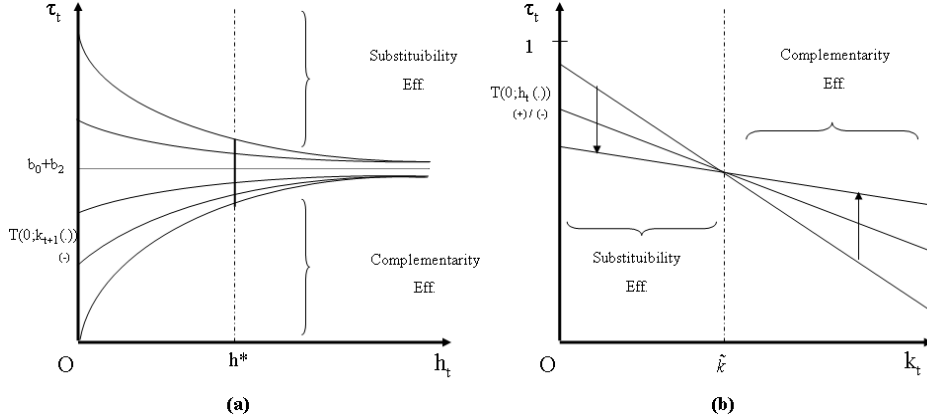 τt
Substituibility
Eff.
b0+b2
T(0;kt+1(.))
(-)
Complementarity
Eff.
O
h*
ht
(a)
τt
1
Complementarity
Eff.
T(0;ht(.))
(+) / (-)
Substituibility
Eff.
O
k̃
kt
(b)